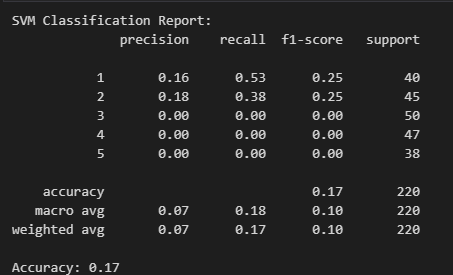 SVM Classification Report:
precision recall f1-score support
1 0.16 0.53 0.25 40
2 0.18 0.38 0.25 45
3 0.00 0.00 0.00 50
4 0.00 0.00 0.00 47
5 0.00 0.00 0.00 38
accuracy 0.17 220
macro avg 0.07 0.18 0.10 220
weighted avg 0.07 0.17 0.10 220
Accuracy: 0.17